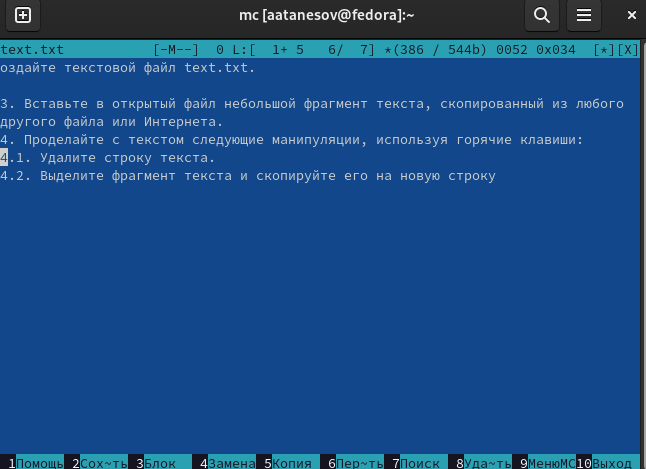 mc [aatanesov@fedora]:~
text.txt [-M--] 0 L:[ 1+ 5 6/ 7] *(386 / 544b) 0052 0x034 [*][X]
оздайте текстовой файл text.txt.
3. Вставьте в открытый файл небольшой фрагмент текста, скопированный из любого
другого файла или Интернета.
4. Проделайте с текстом следующие манипуляции, используя горячие клавиши:
4.1. Удалите строку текста.
4.2. Выделите фрагмент текста и скопируйте его на новую строку
1Помощь 2Сох~ть 3Блок 4Замена 5Копия 6Пер~ть 7Поиск 8Уда~ть 9МенюMC 10Выход